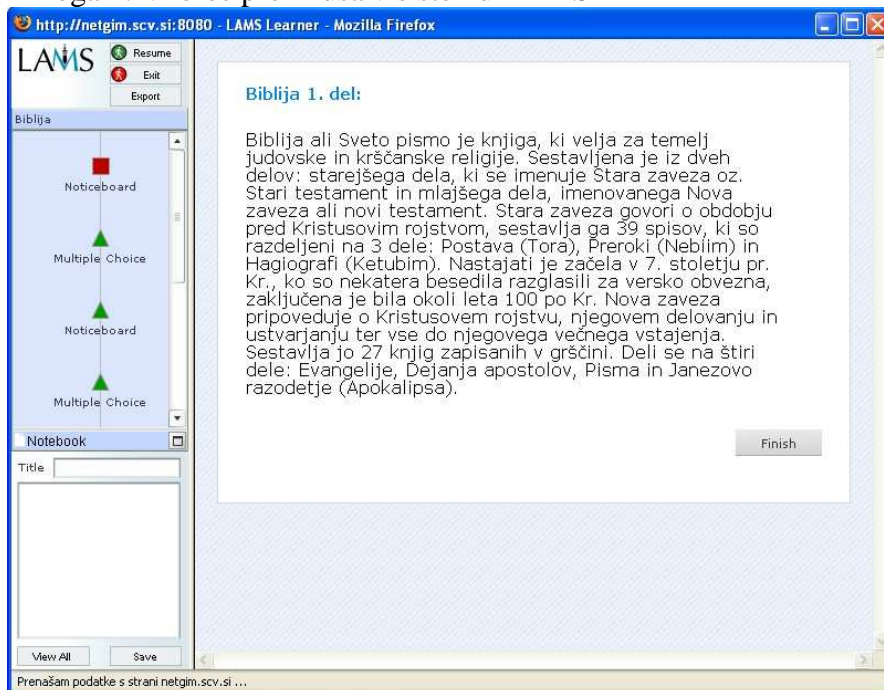 http://netgim.scv.si:8080 - LAMS Learner - Mozilla Firefox
LAMS
Resume
Exit
Export
Biblija
Noticeboard
Multiple Choice
Noticeboard
Multiple Choice
Notebook
Title
View All
Save
Biblija 1. del:
Biblija ali Sveto pismo je knjiga, ki velja za temelj
judovske in krščanske religije. Sestavljena je iz dveh
delov: starejšega dela, ki se imenuje Stara zaveza oz.
Stari testament in mlajšega dela, imenovanega Nova
zaveza ali novi testament. Stara zaveza govori o obdobju
pred Kristusovim rojstvom, sestavlja ga 39 spisov, ki so
razdeljeni na 3 dele: Postava (Tora), Preroki (Nebiim) in
Hagiografi (Ketubim). Nastajati je začela v 7. stoletju pr.
Kr., ko so nekatera besedila razglasili za versko obvezna,
zaključena je bila okoli leta 100 po Kr. Nova zaveza
pripoveduje o Kristusovem rojstvu, njegovem delovanju in
ustvarjanju ter vse do njegovega večnega vstajenja.
Sestavlja jo 27 knjig zapisanih v grščini. Deli se na štiri
dele: Evangelije, Dejanja apostolov, Pisma in Janezovo
razodetje (Apokalipsa).
Finish
Prenašam podatke s strani netgim.scv.si ...